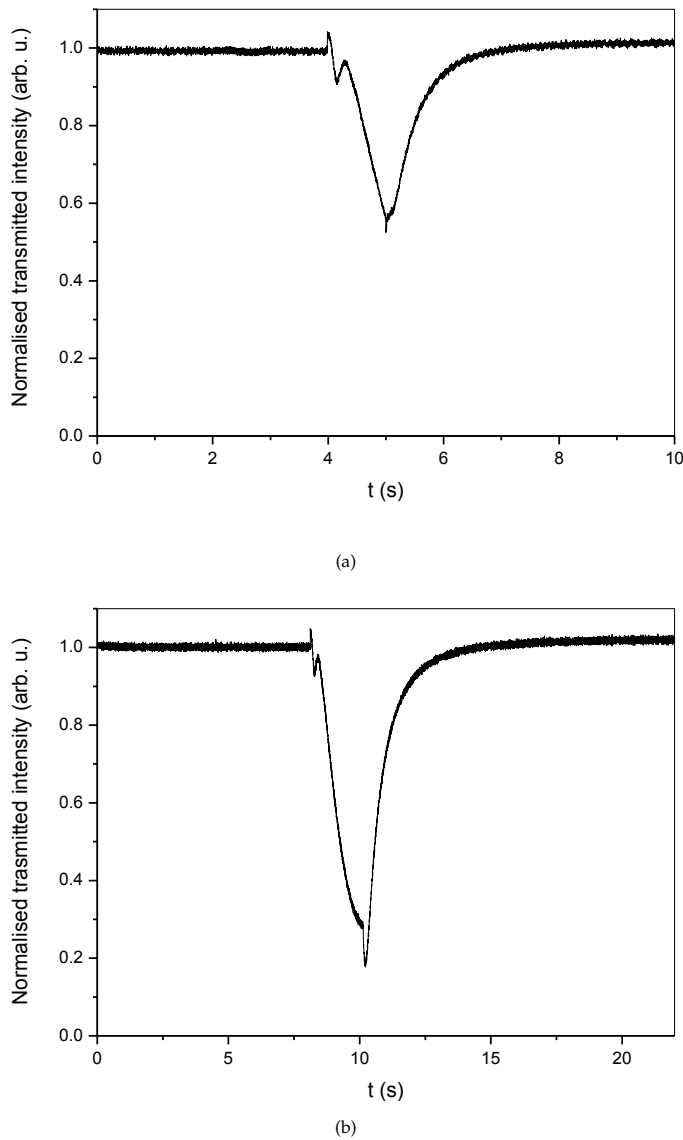 Normalised transmitted intensity (arb. u.)
1.0
0.8
0.6
0.4
0.2
0.0
0 2 4 6 8 10
t (s)
(a)
Normalised trasmitted intensity (arb. u.)
1.0
0.8
0.6
0.4
0.2
0.0
0 5 10 15 20
t (s)
(b)